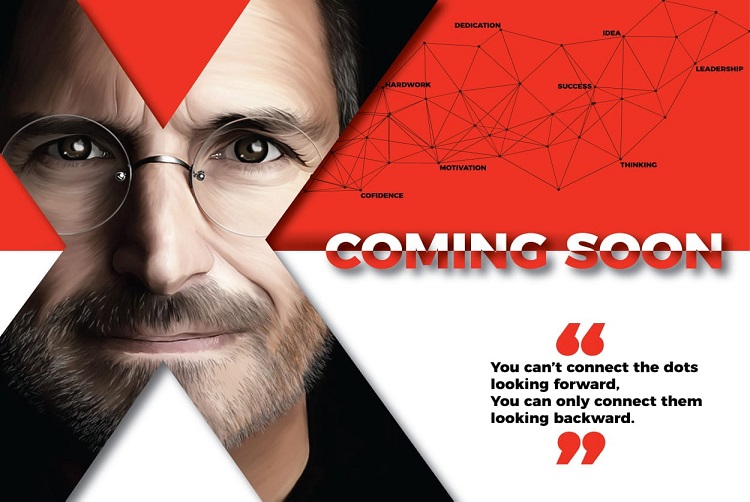 DEDICATION
IDEA
LEADERSHIP
HARDWORK
SUCCESS
MOTIVATION
THINKING
COFIDENCE
COMING SOON
“
You can’t connect the dots
looking forward,
You can only connect them
looking backward.
”